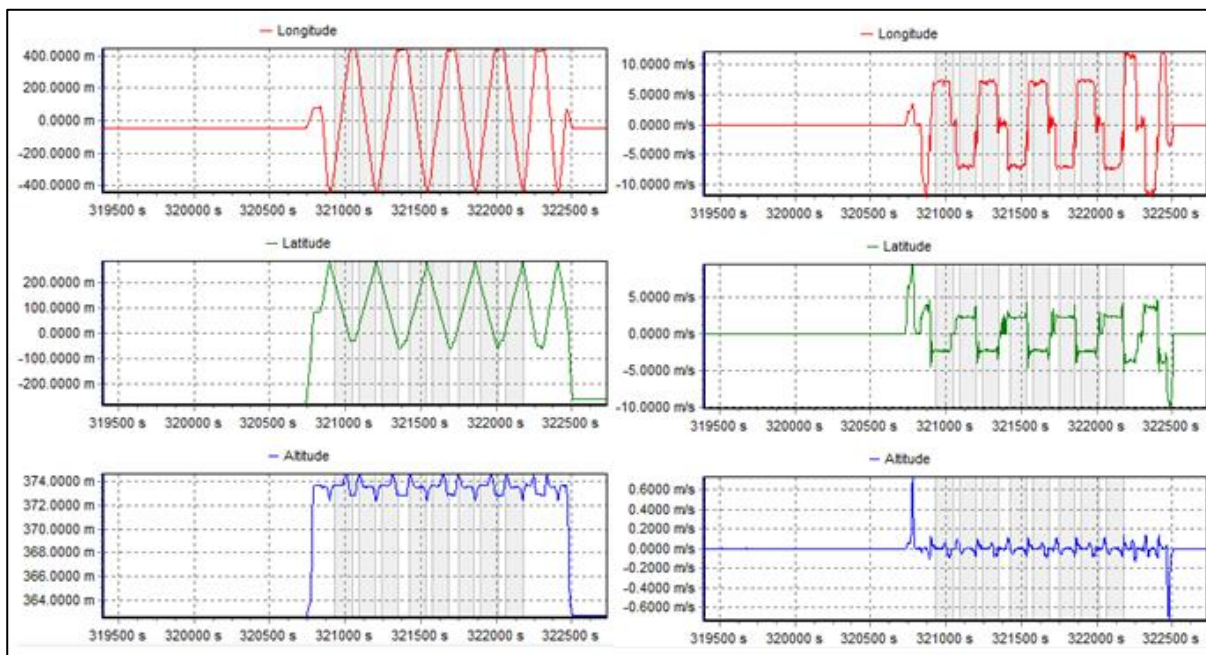 Longitude
400.0000 m
200.0000 m
0.0000 m
-200.0000 m
-400.0000 m
319500 s 320000 s 320500 s 321000 s 321500 s 322000 s 322500 s
Latitude
200.0000 m
100.0000 m
0.0000 m
-100.0000 m
-200.0000 m
319500 s 320000 s 320500 s 321000 s 321500 s 322000 s 322500 s
Altitude
374.0000 m
372.0000 m
370.0000 m
368.0000 m
366.0000 m
364.0000 m
319500 s 320000 s 320500 s 321000 s 321500 s 322000 s 322500 s
Longitude
10.0000 m/s
5.0000 m/s
0.0000 m/s
-5.0000 m/s
-10.0000 m/s
319500 s 320000 s 320500 s 321000 s 321500 s 322000 s 322500 s
Latitude
5.0000 m/s
0.0000 m/s
-5.0000 m/s
-10.0000 m/s
319500 s 320000 s 320500 s 321000 s 321500 s 322000 s 322500 s
Altitude
0.6000 m/s
0.4000 m/s
0.2000 m/s
0.0000 m/s
-0.2000 m/s
-0.4000 m/s
-0.6000 m/s
319500 s 320000 s 320500 s 321000 s 321500 s 322000 s 322500 s